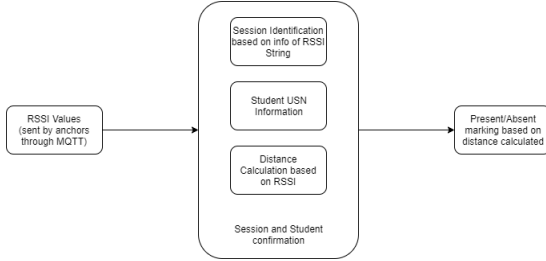 RSSI Values
(sent by anchors
through MQTT)
Session Identification
based on info of RSSI
String
Student USN
Information
Distance
Calculation based
on RSSI
Session and Student
confirmation
Present/Absent
marking based on
distance calculated